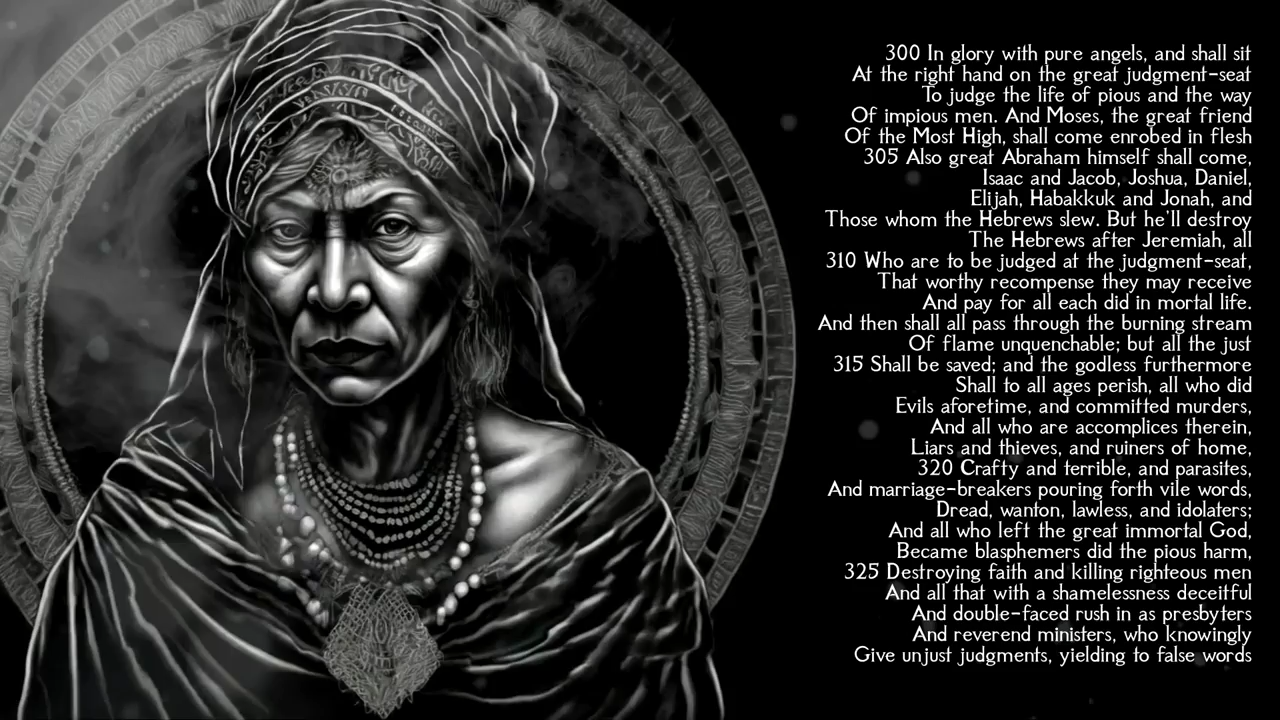 300 In glory with pure angels, and shall sit
At the right hand on the great judgment-seat
To judge the life of pious and the way
Of impious men. And Moses, the great friend
Of the Most High, shall come enrobed in flesh
305 Also great Abraham himself shall come,
Isaac and Jacob, Joshua, Daniel,
Elijah, Habakkuk and Jonah, and
Those whom the Hebrews slew. But he'll destroy
The Hebrews after Jeremiah, all
310 Who are to be judged at the judgment-seat,
That worthy recompense they may receive
And pay for all each did in mortal life.
And then shall all pass through the burning stream
Of flame unquenchable; but all the just
315 Shall be saved; and the godless furthermore
Shall to all ages perish, all who did
Evils aforetime, and committed murders,
And all who are accomplices therein,
Liars and thieves, and ruiners of home,
320 Crafty and terrible, and parasites,
And marriage-breakers pouring forth vile words,
Dread, wanton, lawless, and idolaters;
And all who left the great immortal God,
Became blasphemers did the pious harm,
325 Destroying faith and killing righteous men
And all that with a shamelessness deceitful
And double-faced rush in as presbyters
And reverend ministers, who knowingly
Give unjust judgments, yielding to false words